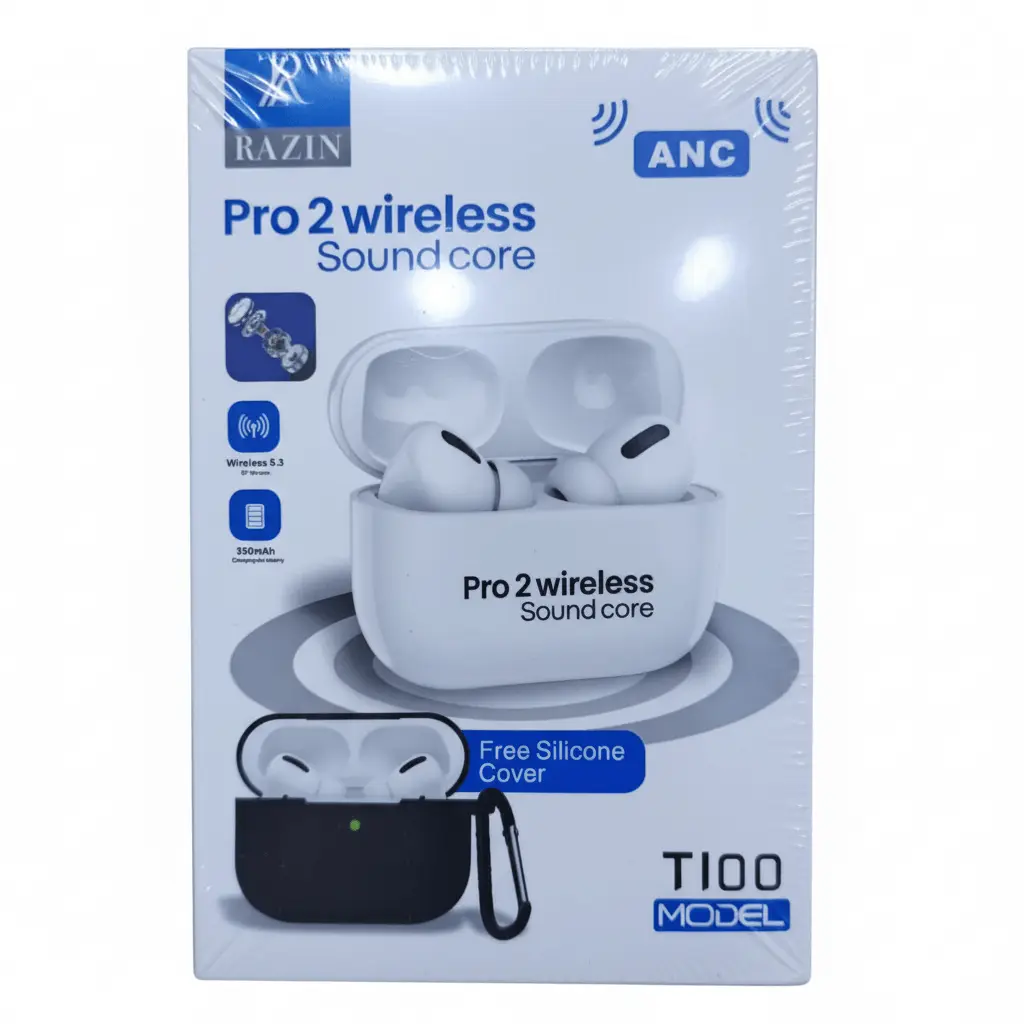 RAZIN
ANC
Pro 2 wireless
Sound core
Wireless 5.3
350mAh
Pro 2 wireless
Sound core
Free Silicone
Cover
T100
MODEL